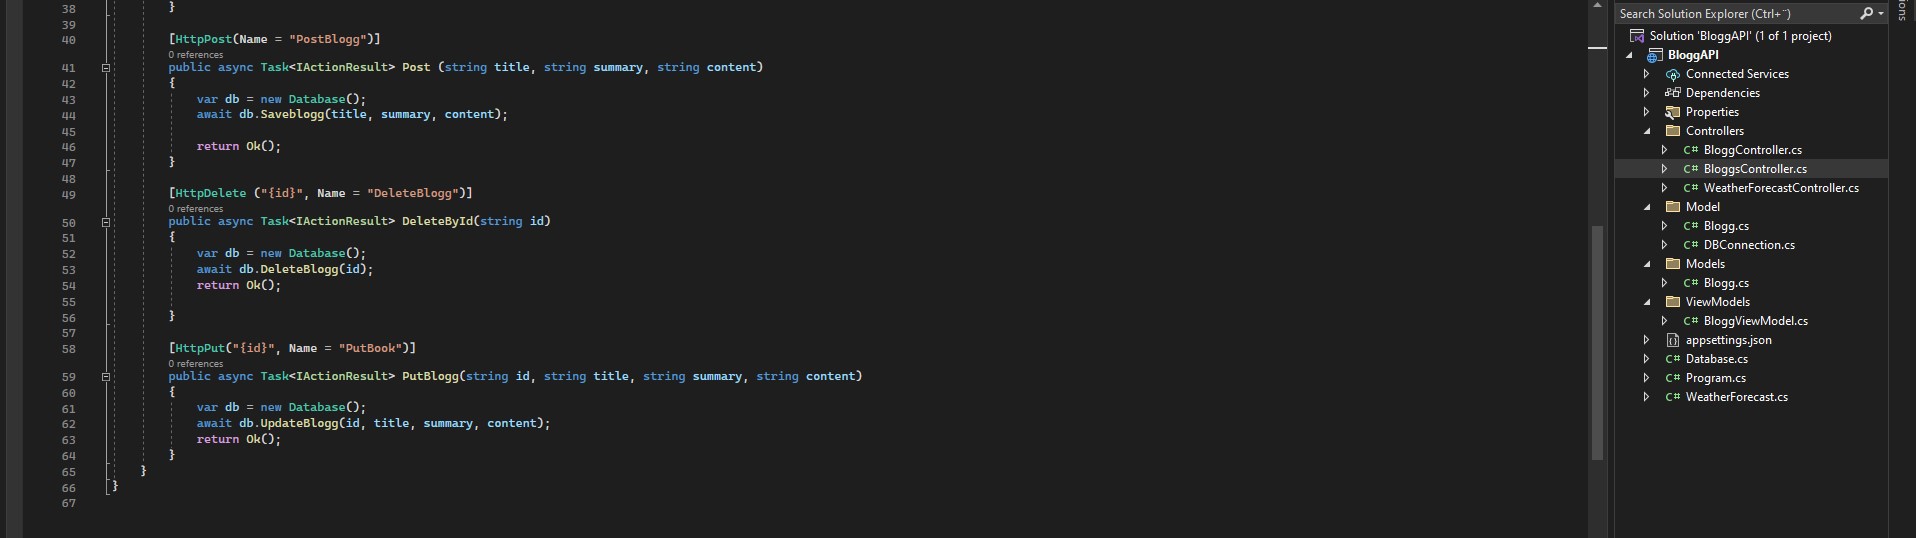 38 }
39
40 [HttpPost(Name = "PostBlogg")]
0 references
41 public async Task<IActionResult> Post (string title, string summary, string content)
42 {
43 var db = new Database();
44 await db.Saveblogg(title, summary, content);
45
46 return Ok();
47 }
48
49 [HttpDelete ("{id}", Name = "DeleteBlogg")]
0 references
50 public async Task<IActionResult> DeleteById(string id)
51 {
52 var db = new Database();
53 await db.DeleteBlogg(id);
54 return Ok();
55
56 }
57
58 [HttpPut("{id}", Name = "PutBook")]
0 references
59 public async Task<IActionResult> PutBlogg(string id, string title, string summary, string content)
60 {
61 var db = new Database();
62 await db.UpdateBlogg(id, title, summary, content);
63 return Ok();
64 }
65 }
66 }
67
Search Solution Explorer (Ctrl+¨)
Solution 'BloggAPI' (1 of 1 project)
BloggAPI
Connected Services
Dependencies
Properties
Controllers
C# BloggController.cs
C# BloggsController.cs
C# WeatherForecastController.cs
Model
C# Blogg.cs
C# DBConnection.cs
Models
C# Blogg.cs
ViewModels
C# BloggViewModel.cs
appsettings.json
C# Database.cs
C# Program.cs
C# WeatherForecast.cs